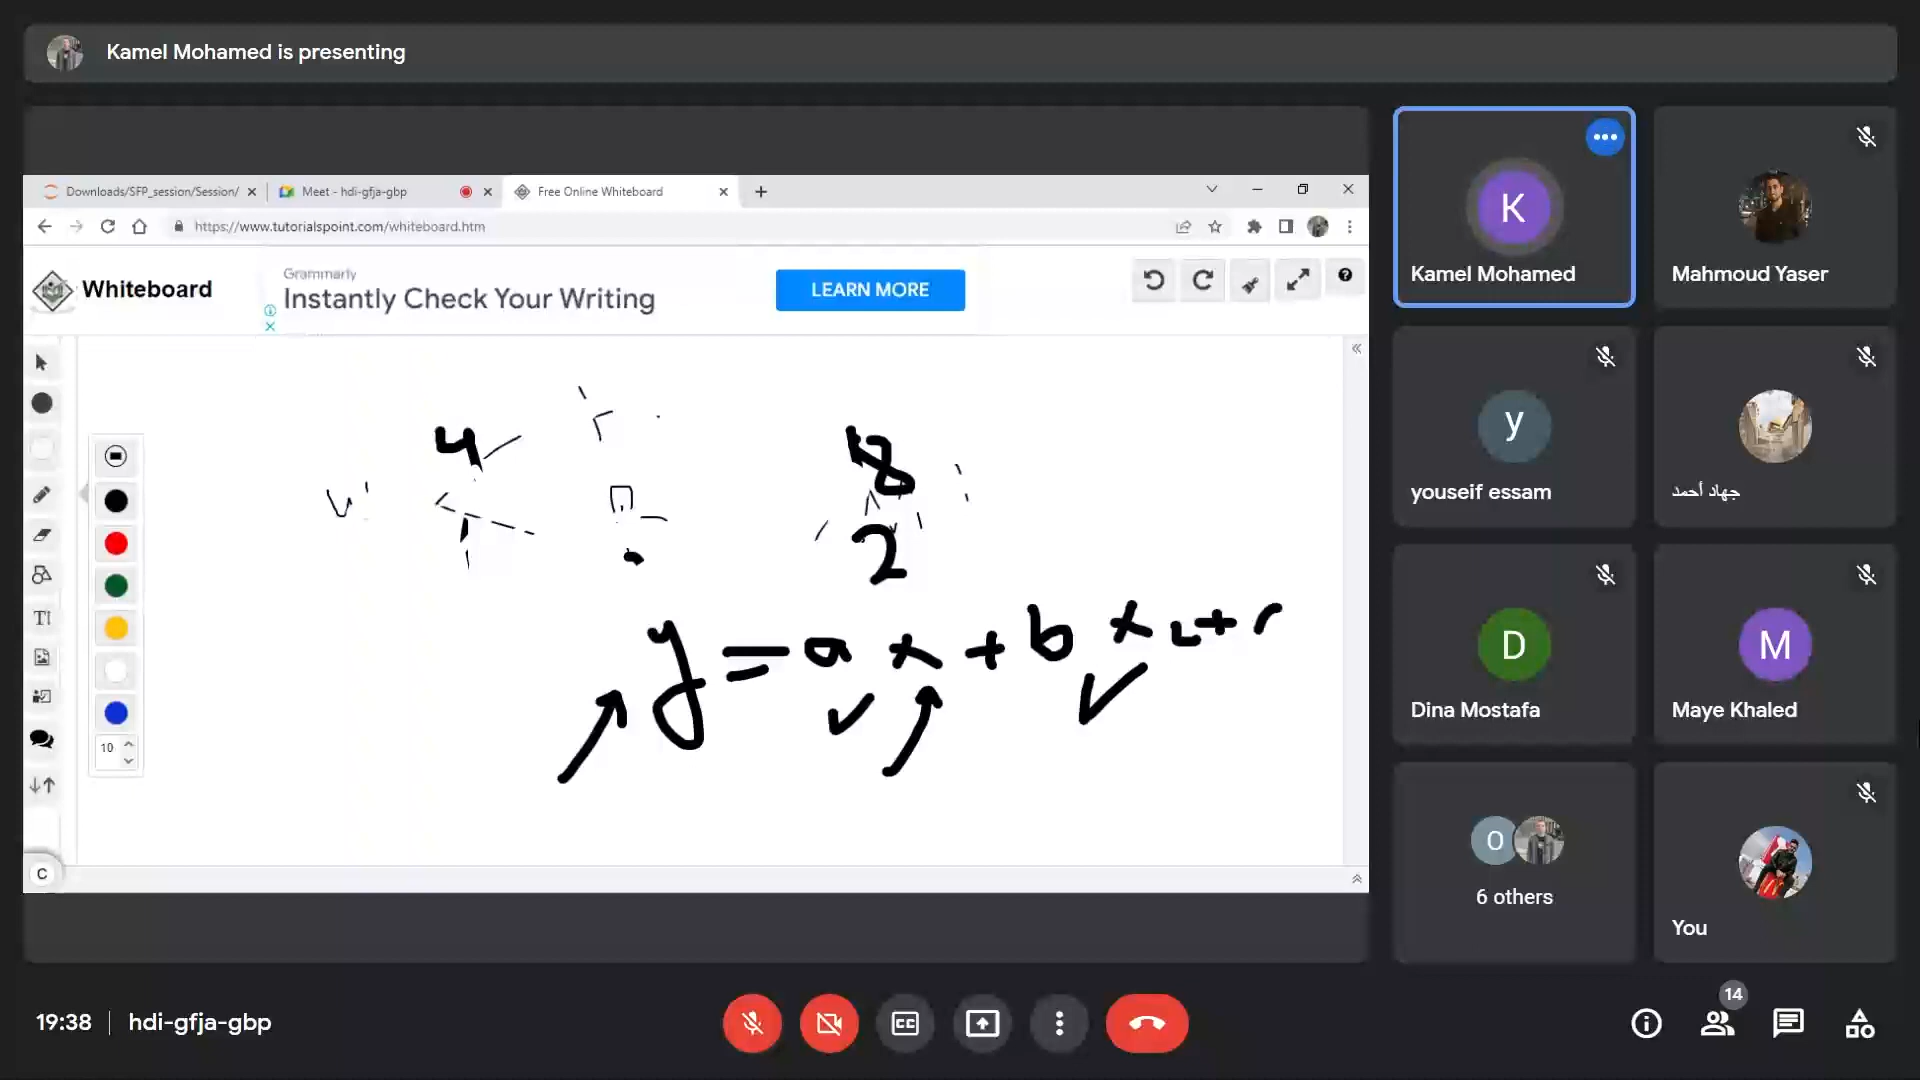 Kamel Mohamed is presenting
Downloads/SFP_session/Session/
Meet - hdi-gfja-gbp
Free Online Whiteboard
https://www.tutorialspoint.com/whiteboard.htm
Whiteboard
Grammarly
Instantly Check Your Writing
LEARN MORE
4
8
2
y = a x + b x₂ + r
10
C
K
Kamel Mohamed
Mahmoud Yaser
y
youseif essam
جهاد أحمد
D
Dina Mostafa
M
Maye Khaled
O
6 others
You
19:38
hdi-gfja-gbp
CC
14